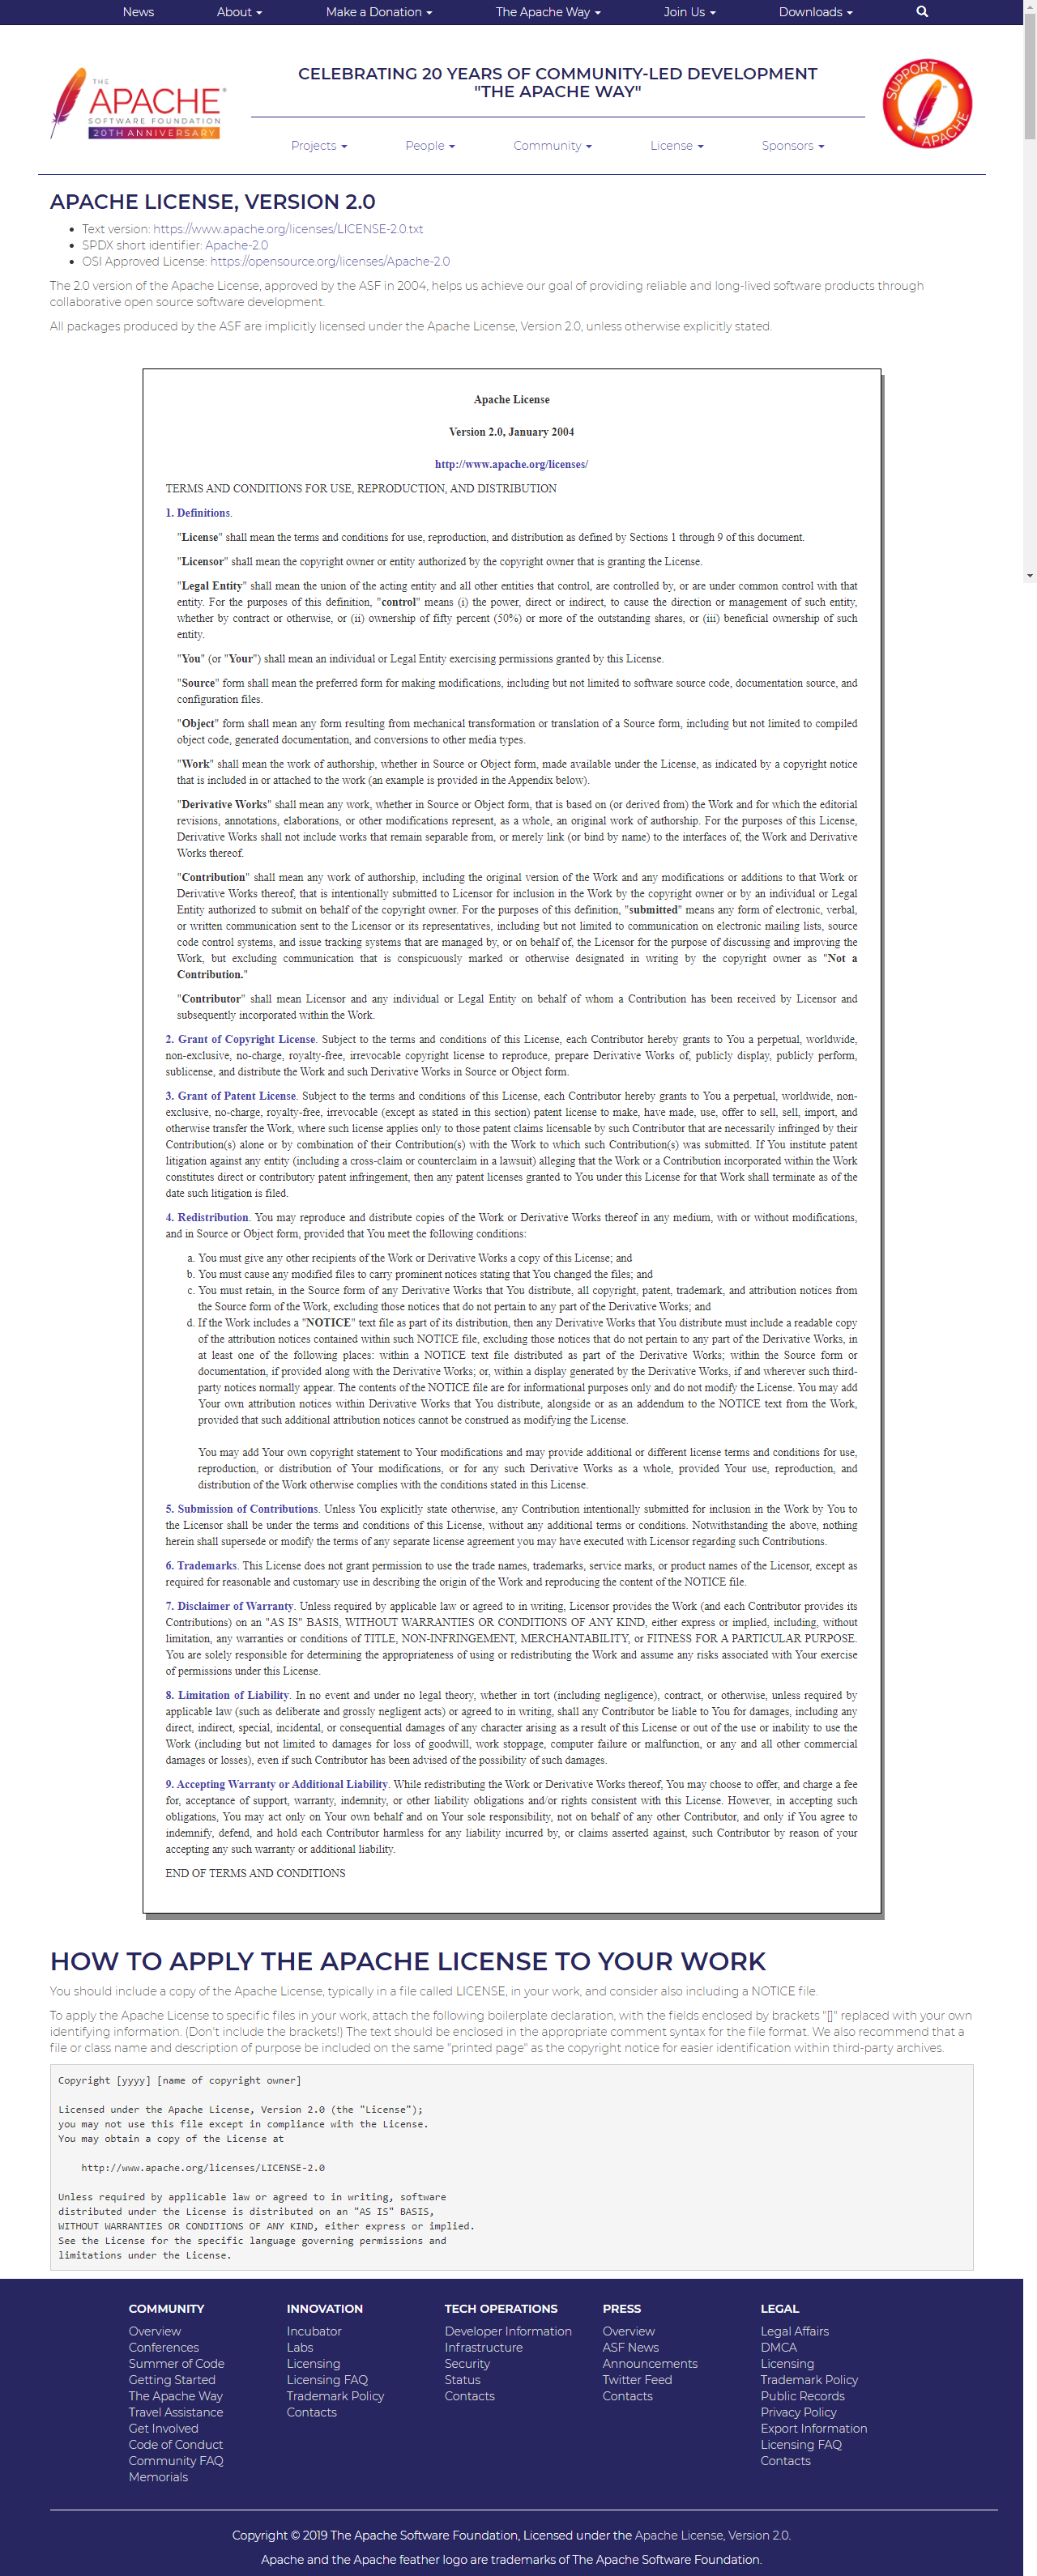 News About Make a Donation The Apache Way Join Us Downloads
THE
APACHE®
SOFTWARE FOUNDATION
20TH ANNIVERSARY
CELEBRATING 20 YEARS OF COMMUNITY-LED DEVELOPMENT
"THE APACHE WAY"
Projects People Community License Sponsors
SUPPORT
APACHE
APACHE LICENSE, VERSION 2.0
• Text version: https://www.apache.org/licenses/LICENSE-2.0.txt
• SPDX short identifier: Apache-2.0
• OSI Approved License: https://opensource.org/licenses/Apache-2.0
The 2.0 version of the Apache License, approved by the ASF in 2004, helps us achieve our goal of providing reliable and long-lived software products through
collaborative open source software development.
All packages produced by the ASF are implicitly licensed under the Apache License, Version 2.0, unless otherwise explicitly stated.
Apache License
Version 2.0, January 2004
http://www.apache.org/licenses/
TERMS AND CONDITIONS FOR USE, REPRODUCTION, AND DISTRIBUTION
1. Definitions.
"License" shall mean the terms and conditions for use, reproduction, and distribution as defined by Sections 1 through 9 of this document.
"Licensor" shall mean the copyright owner or entity authorized by the copyright owner that is granting the License.
"Legal Entity" shall mean the union of the acting entity and all other entities that control, are controlled by, or are under common control with that
entity. For the purposes of this definition, "control" means (i) the power, direct or indirect, to cause the direction or management of such entity,
whether by contract or otherwise, or (ii) ownership of fifty percent (50%) or more of the outstanding shares, or (iii) beneficial ownership of such
entity.
"You" (or "Your") shall mean an individual or Legal Entity exercising permissions granted by this License.
"Source" form shall mean the preferred form for making modifications, including but not limited to software source code, documentation source, and
configuration files.
"Object" form shall mean any form resulting from mechanical transformation or translation of a Source form, including but not limited to compiled
object code, generated documentation, and conversions to other media types.
"Work" shall mean the work of authorship, whether in Source or Object form, made available under the License, as indicated by a copyright notice
that is included in or attached to the work (an example is provided in the Appendix below).
"Derivative Works" shall mean any work, whether in Source or Object form, that is based on (or derived from) the Work and for which the editorial
revisions, annotations, elaborations, or other modifications represent, as a whole, an original work of authorship. For the purposes of this License,
Derivative Works shall not include works that remain separable from, or merely link (or bind by name) to the interfaces of, the Work and Derivative
Works thereof.
"Contribution" shall mean any work of authorship, including the original version of the Work and any modifications or additions to that Work or
Derivative Works thereof, that is intentionally submitted to Licensor for inclusion in the Work by the copyright owner or by an individual or Legal
Entity authorized to submit on behalf of the copyright owner. For the purposes of this definition, "submitted" means any form of electronic, verbal,
or written communication sent to the Licensor or its representatives, including but not limited to communication on electronic mailing lists, source
code control systems, and issue tracking systems that are managed by, or on behalf of, the Licensor for the purpose of discussing and improving the
Work, but excluding communication that is conspicuously marked or otherwise designated in writing by the copyright owner as "Not a
Contribution."
"Contributor" shall mean Licensor and any individual or Legal Entity on behalf of whom a Contribution has been received by Licensor and
subsequently incorporated within the Work.
2. Grant of Copyright License. Subject to the terms and conditions of this License, each Contributor hereby grants to You a perpetual, worldwide,
non-exclusive, no-charge, royalty-free, irrevocable copyright license to reproduce, prepare Derivative Works of, publicly display, publicly perform,
sublicense, and distribute the Work and such Derivative Works in Source or Object form.
3. Grant of Patent License. Subject to the terms and conditions of this License, each Contributor hereby grants to You a perpetual, worldwide, non-
exclusive, no-charge, royalty-free, irrevocable (except as stated in this section) patent license to make, have made, use, offer to sell, sell, import, and
otherwise transfer the Work, where such license applies only to those patent claims licensable by such Contributor that are necessarily infringed by their
Contribution(s) alone or by combination of their Contribution(s) with the Work to which such Contribution(s) was submitted. If You institute patent
litigation against any entity (including a cross-claim or counterclaim in a lawsuit) alleging that the Work or a Contribution incorporated within the Work
constitutes direct or contributory patent infringement, then any patent licenses granted to You under this License for that Work shall terminate as of the
date such litigation is filed.
4. Redistribution. You may reproduce and distribute copies of the Work or Derivative Works thereof in any medium, with or without modifications,
and in Source or Object form, provided that You meet the following conditions:
a. You must give any other recipients of the Work or Derivative Works a copy of this License; and
b. You must cause any modified files to carry prominent notices stating that You changed the files; and
c. You must retain, in the Source form of any Derivative Works that You distribute, all copyright, patent, trademark, and attribution notices from
the Source form of the Work, excluding those notices that do not pertain to any part of the Derivative Works; and
d. If the Work includes a "NOTICE" text file as part of its distribution, then any Derivative Works that You distribute must include a readable copy
of the attribution notices contained within such NOTICE file, excluding those notices that do not pertain to any part of the Derivative Works, in
at least one of the following places: within a NOTICE text file distributed as part of the Derivative Works; within the Source form or
documentation, if provided along with the Derivative Works; or, within a display generated by the Derivative Works, if and wherever such third-
party notices normally appear. The contents of the NOTICE file are for informational purposes only and do not modify the License. You may add
Your own attribution notices within Derivative Works that You distribute, alongside or as an addendum to the NOTICE text from the Work,
provided that such additional attribution notices cannot be construed as modifying the License.
You may add Your own copyright statement to Your modifications and may provide additional or different license terms and conditions for use,
reproduction, or distribution of Your modifications, or for any such Derivative Works as a whole, provided Your use, reproduction, and
distribution of the Work otherwise complies with the conditions stated in this License.
5. Submission of Contributions. Unless You explicitly state otherwise, any Contribution intentionally submitted for inclusion in the Work by You to
the Licensor shall be under the terms and conditions of this License, without any additional terms or conditions. Notwithstanding the above, nothing
herein shall supersede or modify the terms of any separate license agreement you may have executed with Licensor regarding such Contributions.
6. Trademarks. This License does not grant permission to use the trade names, trademarks, service marks, or product names of the Licensor, except as
required for reasonable and customary use in describing the origin of the Work and reproducing the content of the NOTICE file.
7. Disclaimer of Warranty. Unless required by applicable law or agreed to in writing, Licensor provides the Work (and each Contributor provides its
Contributions) on an "AS IS" BASIS, WITHOUT WARRANTIES OR CONDITIONS OF ANY KIND, either express or implied, including, without
limitation, any warranties or conditions of TITLE, NON-INFRINGEMENT, MERCHANTABILITY, or FITNESS FOR A PARTICULAR PURPOSE.
You are solely responsible for determining the appropriateness of using or redistributing the Work and assume any risks associated with Your exercise
of permissions under this License.
8. Limitation of Liability. In no event and under no legal theory, whether in tort (including negligence), contract, or otherwise, unless required by
applicable law (such as deliberate and grossly negligent acts) or agreed to in writing, shall any Contributor be liable to You for damages, including any
direct, indirect, special, incidental, or consequential damages of any character arising as a result of this License or out of the use or inability to use the
Work (including but not limited to damages for loss of goodwill, work stoppage, computer failure or malfunction, or any and all other commercial
damages or losses), even if such Contributor has been advised of the possibility of such damages.
9. Accepting Warranty or Additional Liability. While redistributing the Work or Derivative Works thereof, You may choose to offer, and charge a fee
for, acceptance of support, warranty, indemnity, or other liability obligations and/or rights consistent with this License. However, in accepting such
obligations, You may act only on Your own behalf and on Your sole responsibility, not on behalf of any other Contributor, and only if You agree to
indemnify, defend, and hold each Contributor harmless for any liability incurred by, or claims asserted against, such Contributor by reason of your
accepting any such warranty or additional liability.
END OF TERMS AND CONDITIONS
HOW TO APPLY THE APACHE LICENSE TO YOUR WORK
You should include a copy of the Apache License, typically in a file called LICENSE, in your work, and consider also including a NOTICE file.
To apply the Apache License to specific files in your work, attach the following boilerplate declaration, with the fields enclosed by brackets "[]" replaced with your own
identifying information. (Don't include the brackets!) The text should be enclosed in the appropriate comment syntax for the file format. We also recommend that a
file or class name and description of purpose be included on the same "printed page" as the copyright notice for easier identification within third-party archives.
Copyright [yyyy] [name of copyright owner]
Licensed under the Apache License, Version 2.0 (the "License");
you may not use this file except in compliance with the License.
You may obtain a copy of the License at
http://www.apache.org/licenses/LICENSE-2.0
Unless required by applicable law or agreed to in writing, software
distributed under the License is distributed on an "AS IS" BASIS,
WITHOUT WARRANTIES OR CONDITIONS OF ANY KIND, either express or implied.
See the License for the specific language governing permissions and
limitations under the License.
COMMUNITY
Overview
Conferences
Summer of Code
Getting Started
The Apache Way
Travel Assistance
Get Involved
Code of Conduct
Community FAQ
Memorials
INNOVATION
Incubator
Labs
Licensing
Licensing FAQ
Trademark Policy
Contacts
TECH OPERATIONS
Developer Information
Infrastructure
Security
Status
Contacts
PRESS
Overview
ASF News
Announcements
Twitter Feed
Contacts
LEGAL
Legal Affairs
DMCA
Licensing
Trademark Policy
Public Records
Privacy Policy
Export Information
Licensing FAQ
Contacts
Copyright © 2019 The Apache Software Foundation, Licensed under the Apache License, Version 2.0.
Apache and the Apache feather logo are trademarks of The Apache Software Foundation.